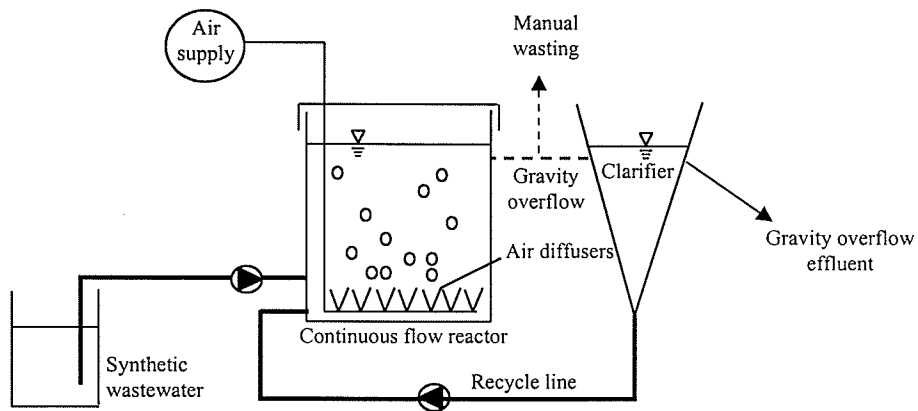 Air
supply
Manual
wasting
Clarifier
Gravity
overflow
Air diffusers
Gravity overflow
effluent
Continuous flow reactor
Synthetic
wastewater
Recycle line